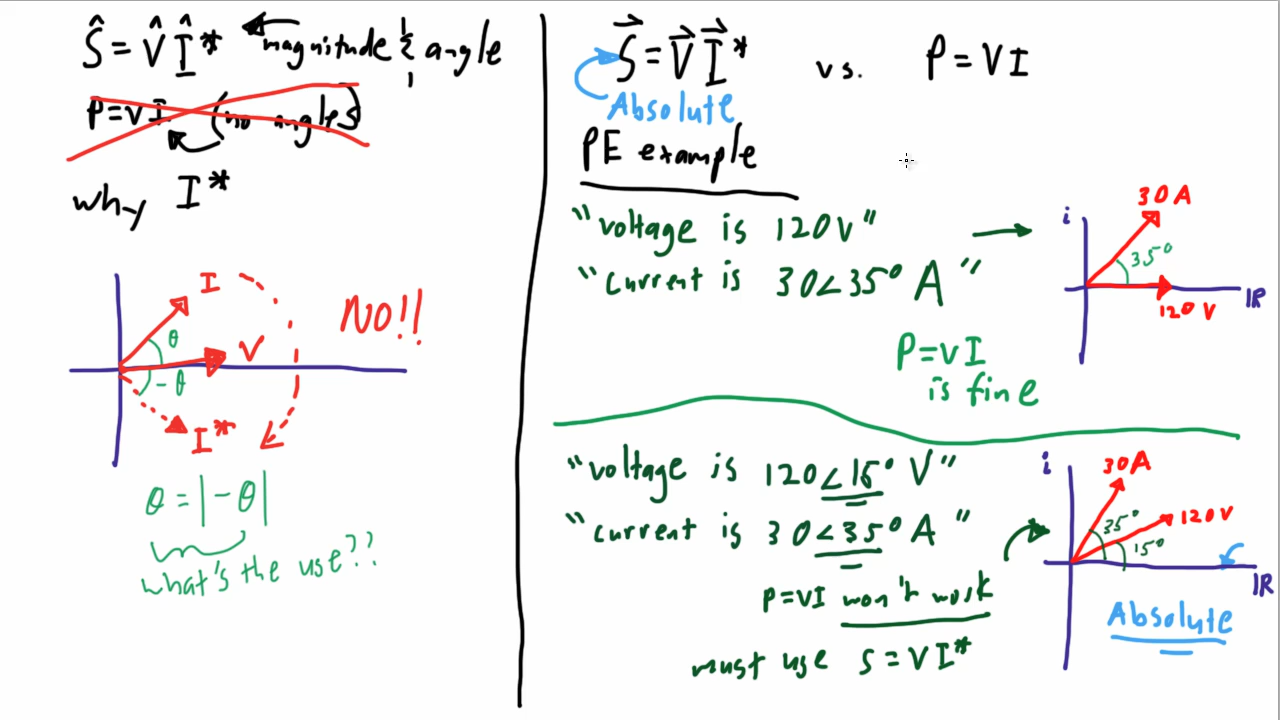 Ŝ = V̂ Î* ← magnitude & angle
P = VI (no angles)
why I*
I
NO!!
θ
V
-θ
I*
θ = |-θ|
what's the use??
S⃗ = V⃗ I⃗* vs. P = VI
Absolute
PE example
"voltage is 120V"
"current is 30∠35° A"
i
30A
35°
IR
120 V
P = VI
is fine
"voltage is 120∠15° V"
"current is 30∠35° A"
i
30A
35°
120V
15°
IR
Absolute
P=VI won't work
must use S = VI*